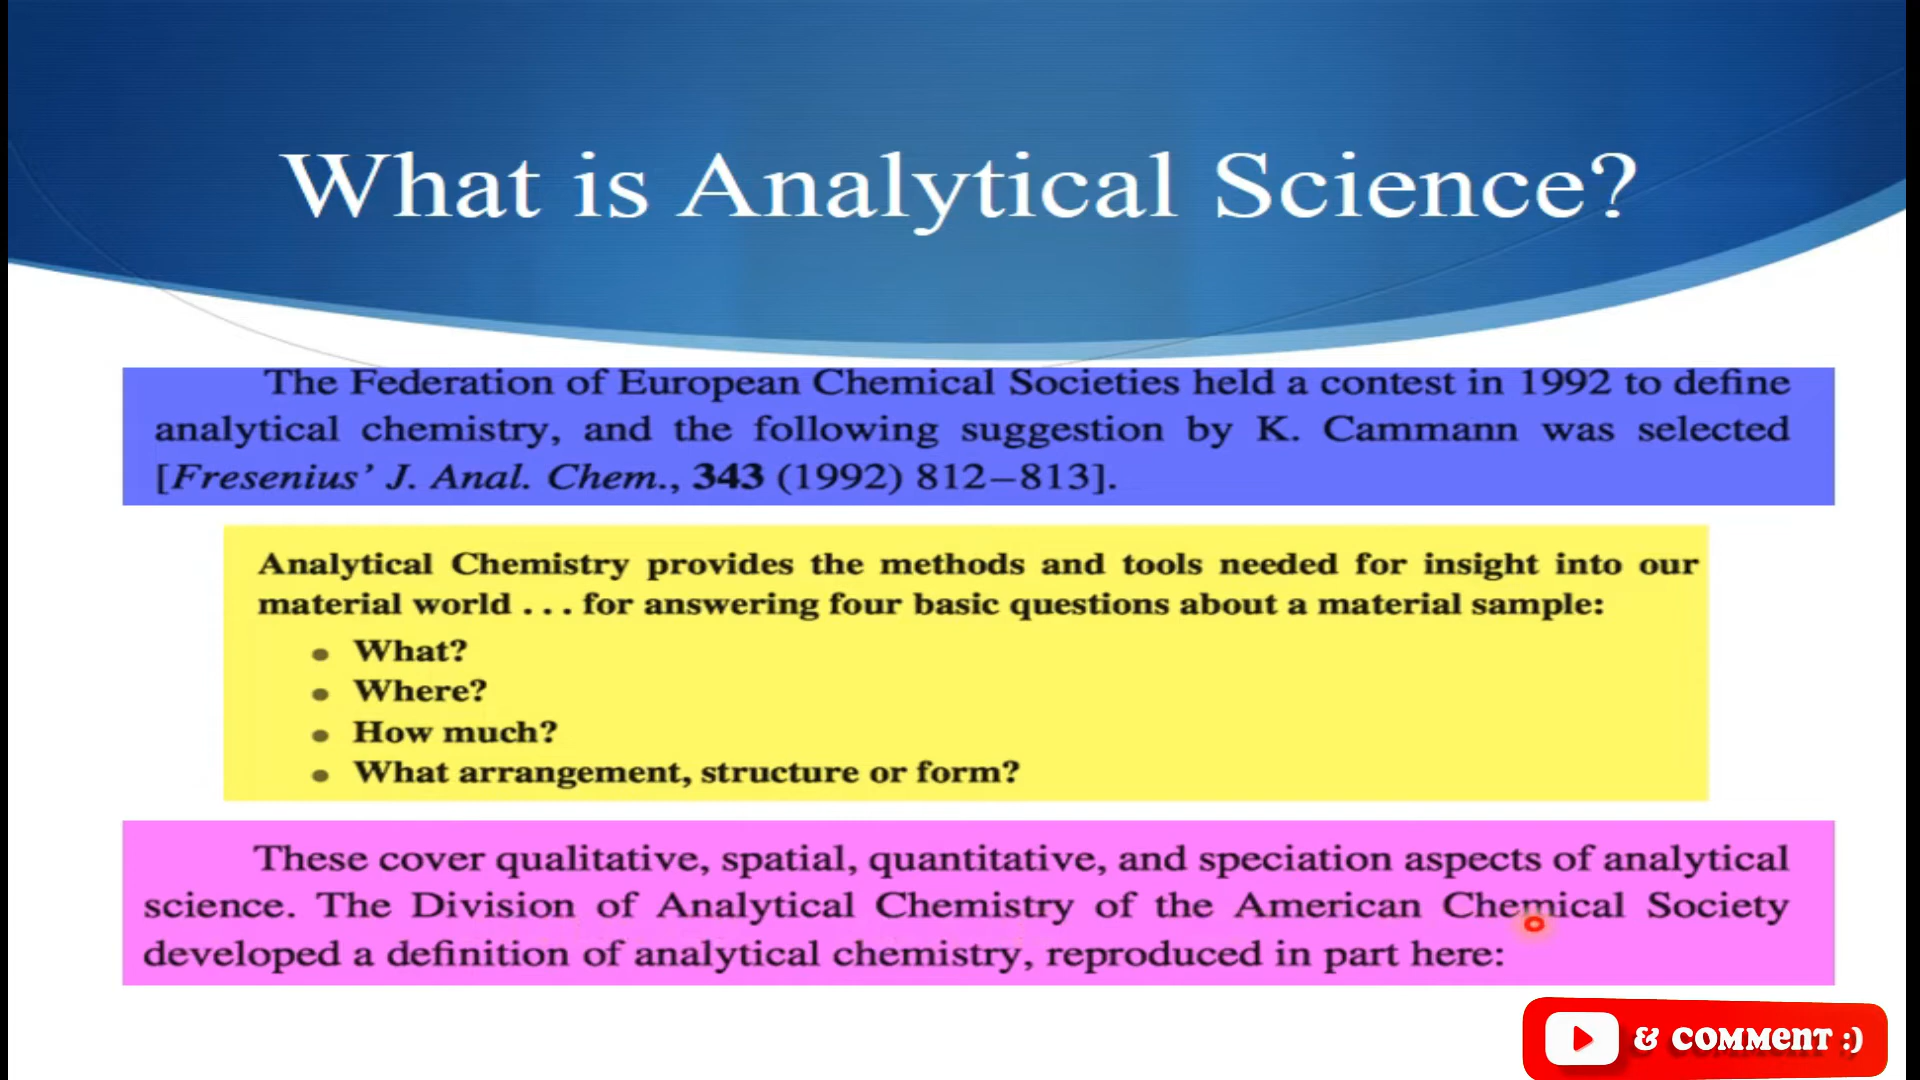 What is Analytical Science?
The Federation of European Chemical Societies held a contest in 1992 to define
analytical chemistry, and the following suggestion by K. Cammann was selected
[Fresenius’ J. Anal. Chem., 343 (1992) 812–813].
Analytical Chemistry provides the methods and tools needed for insight into our
material world . . . for answering four basic questions about a material sample:
• What?
• Where?
• How much?
• What arrangement, structure or form?
These cover qualitative, spatial, quantitative, and speciation aspects of analytical
science. The Division of Analytical Chemistry of the American Chemical Society
developed a definition of analytical chemistry, reproduced in part here:
& COMMENT :)